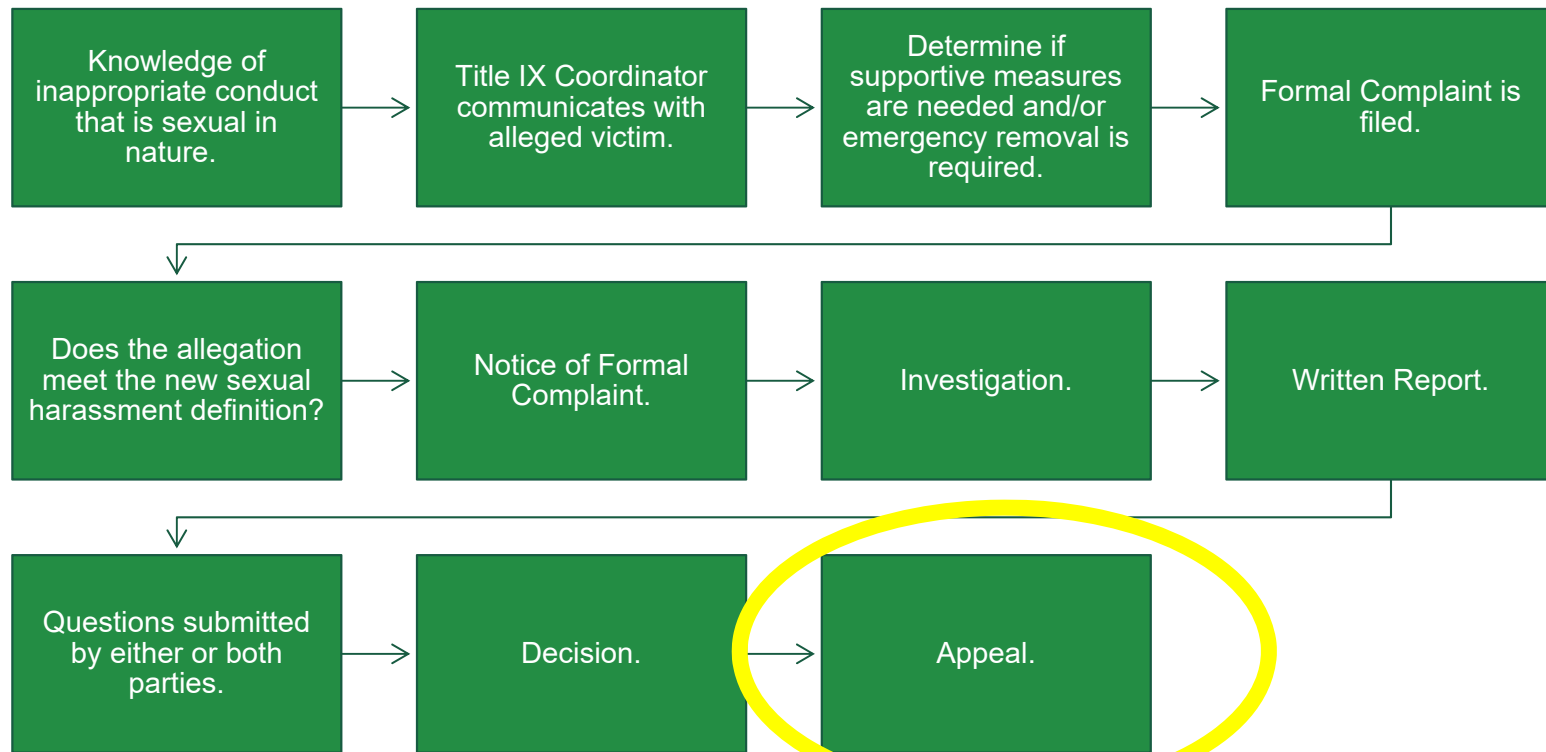 Knowledge of
inappropriate conduct
that is sexual in
nature.
Title IX Coordinator
communicates with
alleged victim.
Determine if
supportive measures
are needed and/or
emergency removal is
required.
Formal Complaint is
filed.
Does the allegation
meet the new sexual
harassment definition?
Notice of Formal
Complaint.
Investigation.
Written Report.
Questions submitted
by either or both
parties.
Decision.
Appeal.